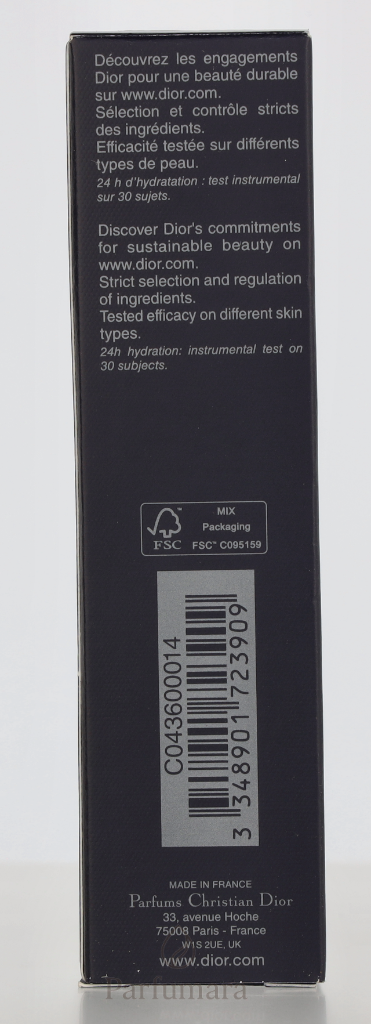 Découvrez les engagements
Dior pour une beauté durable
sur www.dior.com.
Sélection et contrôle stricts
des ingrédients.
Efficacité testée sur différents
types de peau.
24 h d'hydratation : test instrumental
sur 30 sujets.
Discover Dior's commitments
for sustainable beauty on
www.dior.com.
Strict selection and regulation
of ingredients.
Tested efficacy on different skin
types.
24h hydration: instrumental test on
30 subjects.
MIX
Packaging
FSC™ C095159
FSC
C043600014
3 348901 723909
MADE IN FRANCE
Parfums Christian Dior
33, avenue Hoche
75008 Paris - France
W1S 2UE, UK
www.dior.com
Parfumara